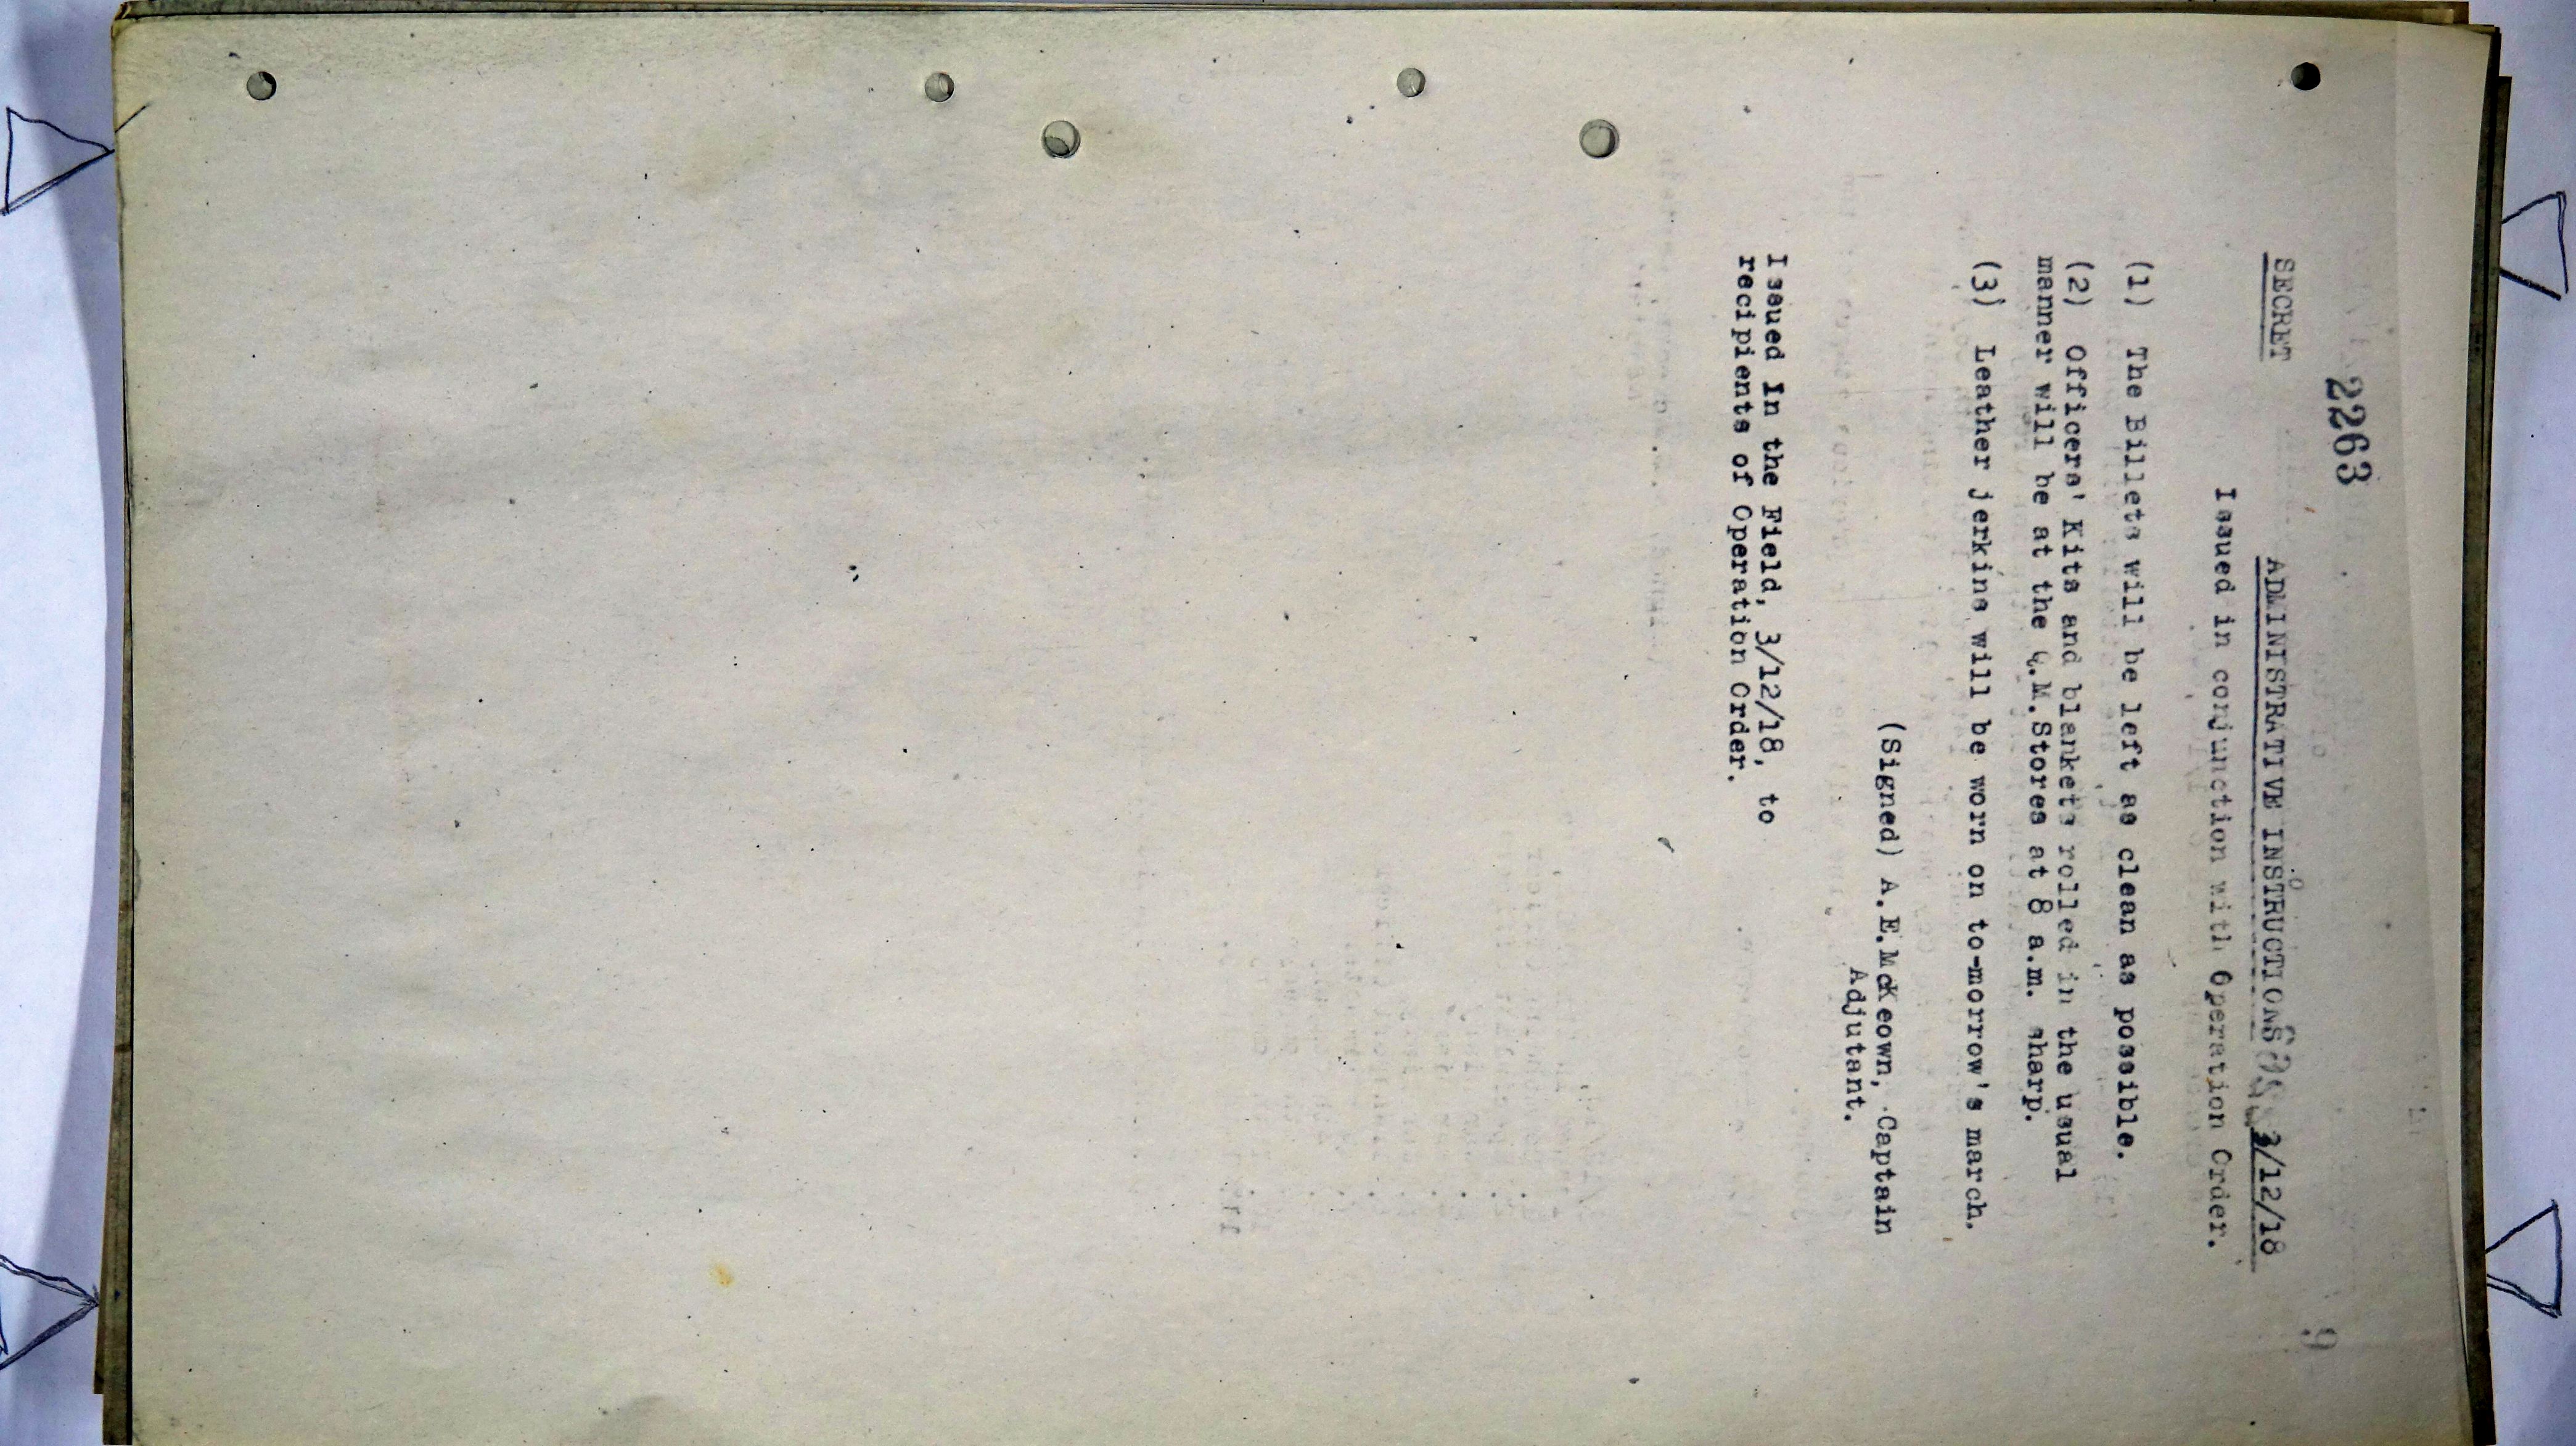 2263
SECRET ADMINISTRATIVE INSTRUCTIONS 3/12/18
Issued in conjunction with Operation Order.
(1) The Billets will be left as clean as possible.
(2) Officers' Kits and blankets rolled in the usual
manner will be at the Q.M.Stores at 8 a.m. sharp.
(3) Leather jerkins will be worn on to-morrow's march.
(Signed) A.E.McKeown, Captain
Adjutant.
Issued In the Field, 3/12/18, to
recipients of Operation Order.